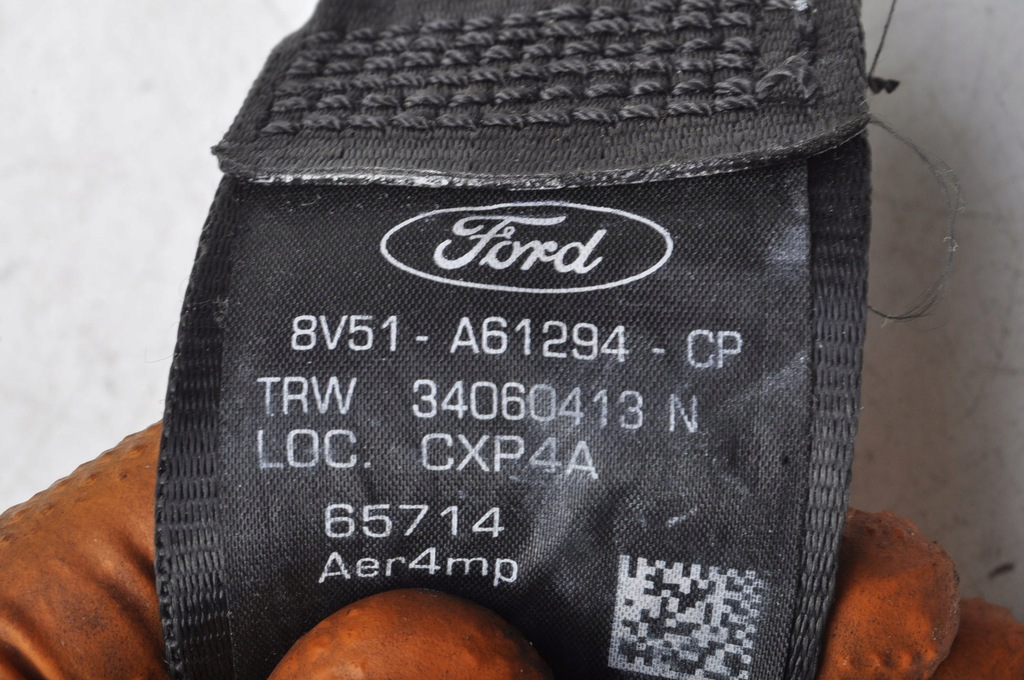 Ford
8V51- A61294 - CP
TRW 34060413 N
LOC. CXP4A
65714
Aer4mp